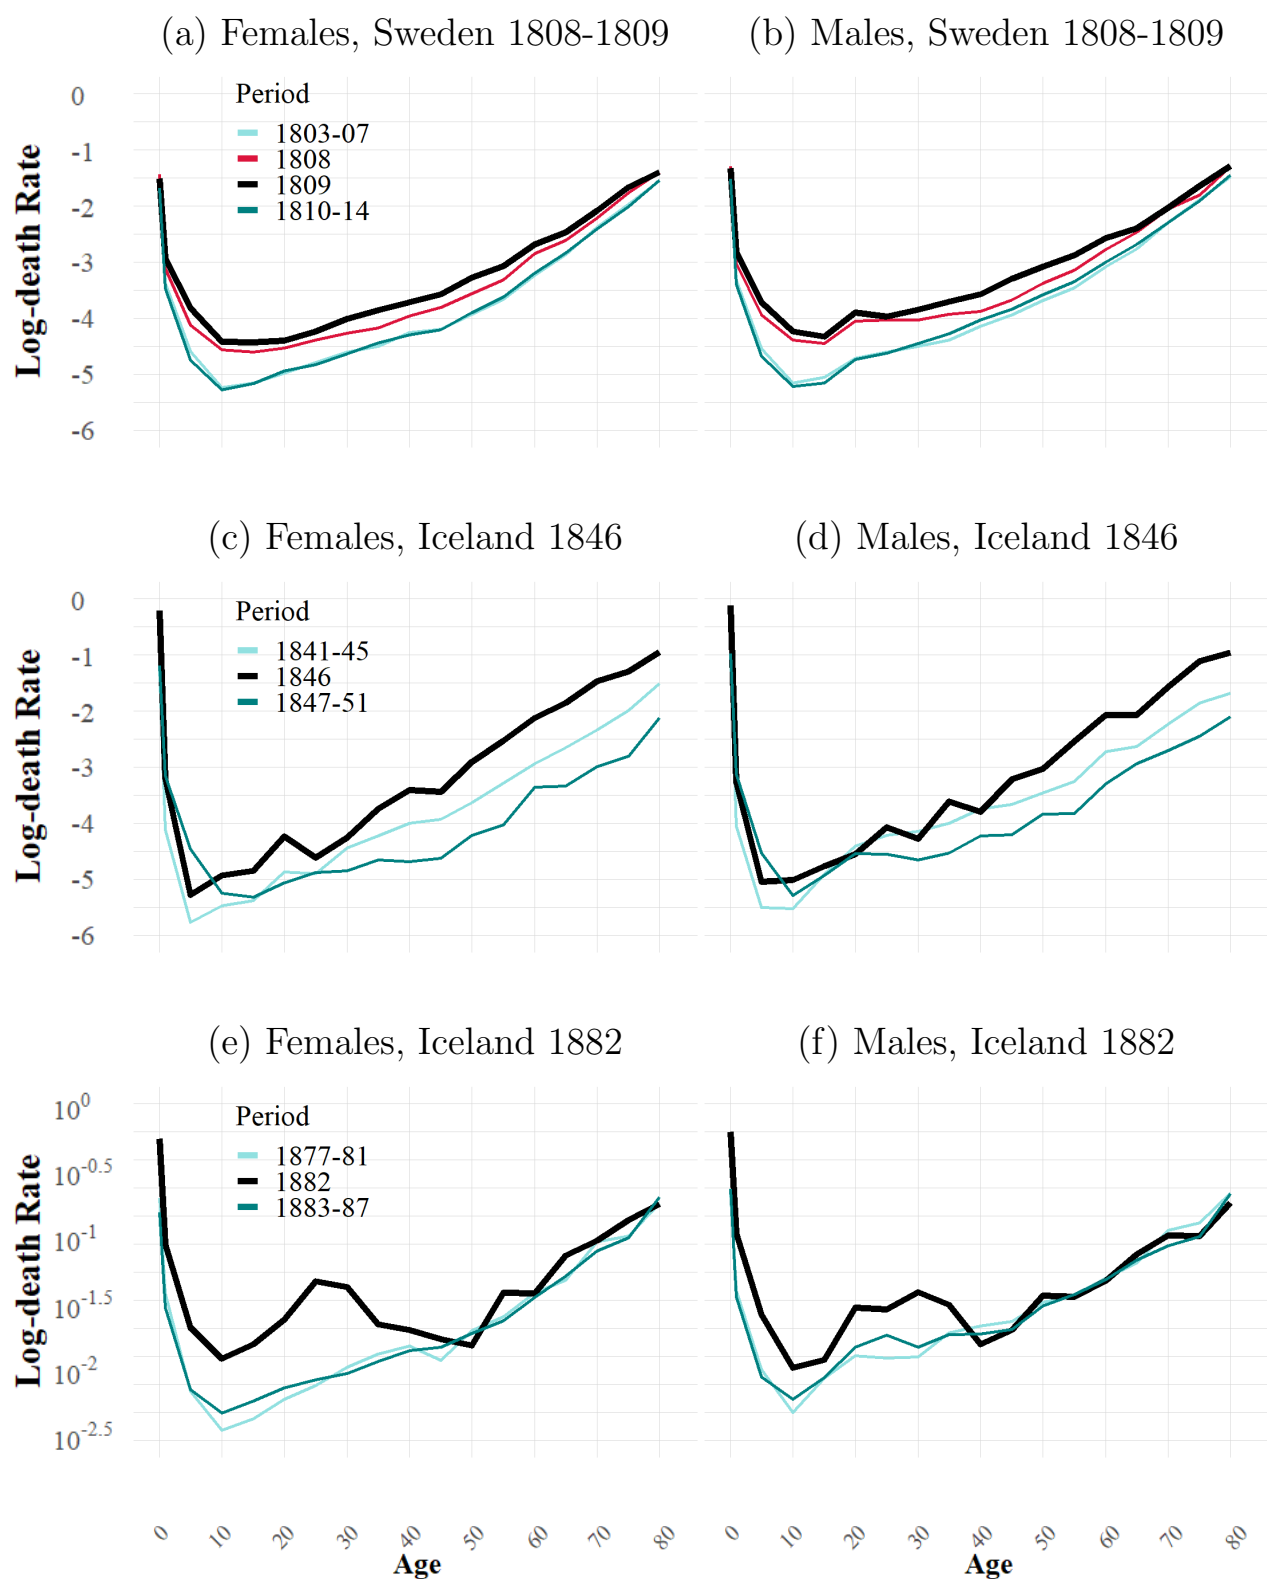 (a) Females, Sweden 1808-1809
(b) Males, Sweden 1808-1809
Log-death Rate
0
-1
-2
-3
-4
-5
-6
Period
1803-07
1808
1809
1810-14
(c) Females, Iceland 1846
(d) Males, Iceland 1846
Log-death Rate
0
-1
-2
-3
-4
-5
-6
Period
1841-45
1846
1847-51
(e) Females, Iceland 1882
(f) Males, Iceland 1882
Log-death Rate
10^0
10^-0.5
10^-1
10^-1.5
10^-2
10^-2.5
Period
1877-81
1882
1883-87
0 10 20 30 40 50 60 70 80
0 10 20 30 40 50 60 70 80
Age
Age